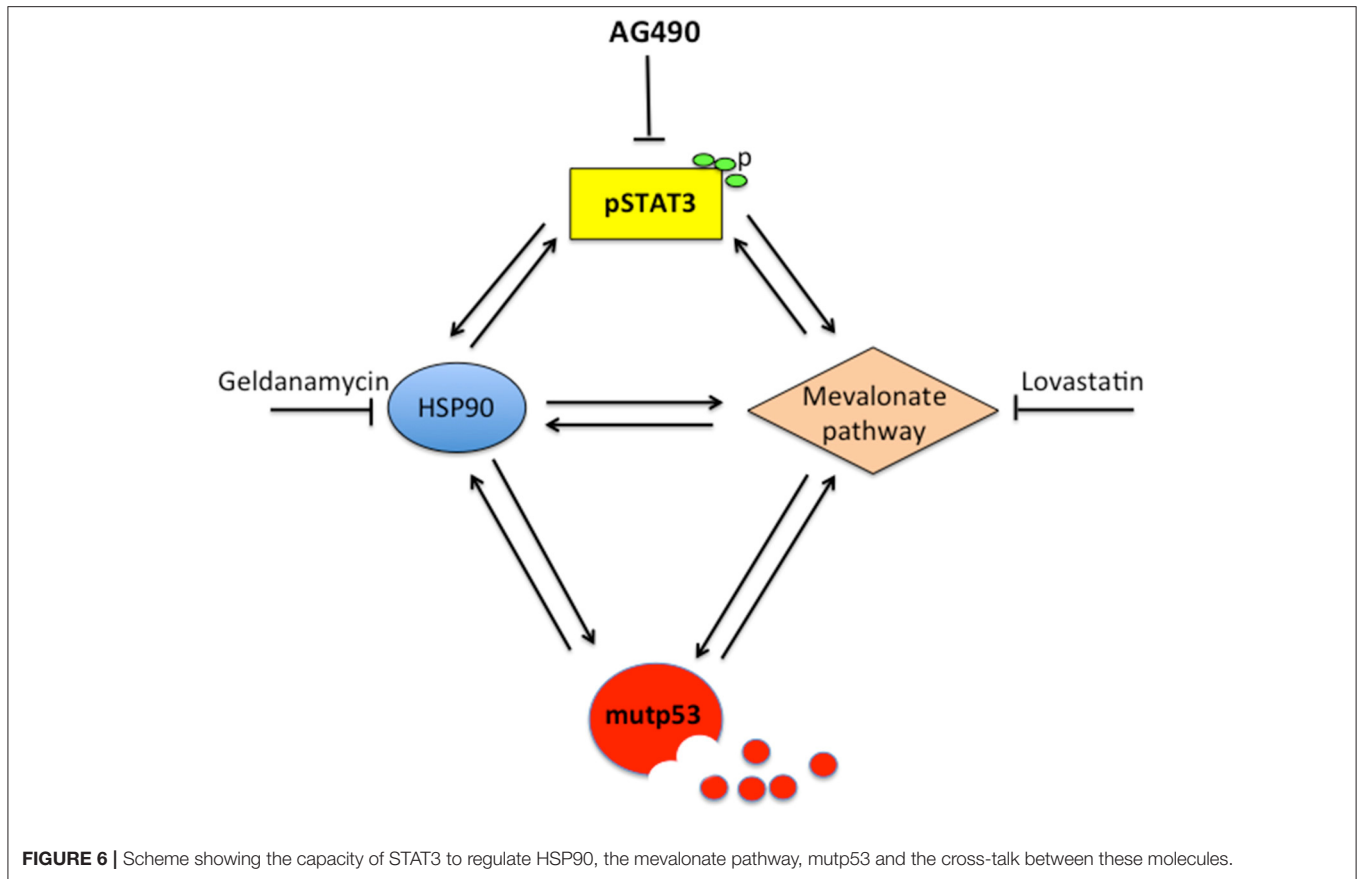 AG490
p
pSTAT3
Geldanamycin
HSP90
Mevalonate
pathway
Lovastatin
mutp53
FIGURE 6 | Scheme showing the capacity of STAT3 to regulate HSP90, the mevalonate pathway, mutp53 and the cross-talk between these molecules.